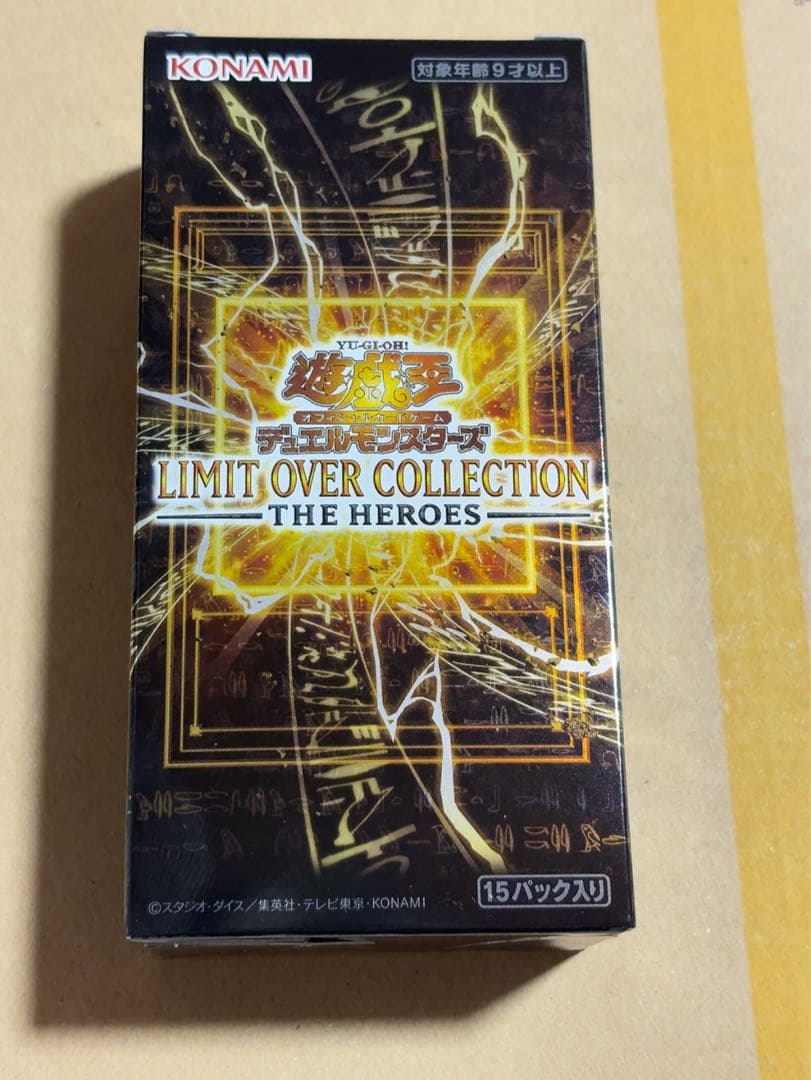 KONAMI
対象年齢9才以上
YU-GI-OH!
遊戯王
オフィシャルカードゲーム
デュエルモンスターズ
LIMIT OVER COLLECTION
THE HEROES
©スタジオ・ダイス/集英社・テレビ東京・KONAMI
15パック入り